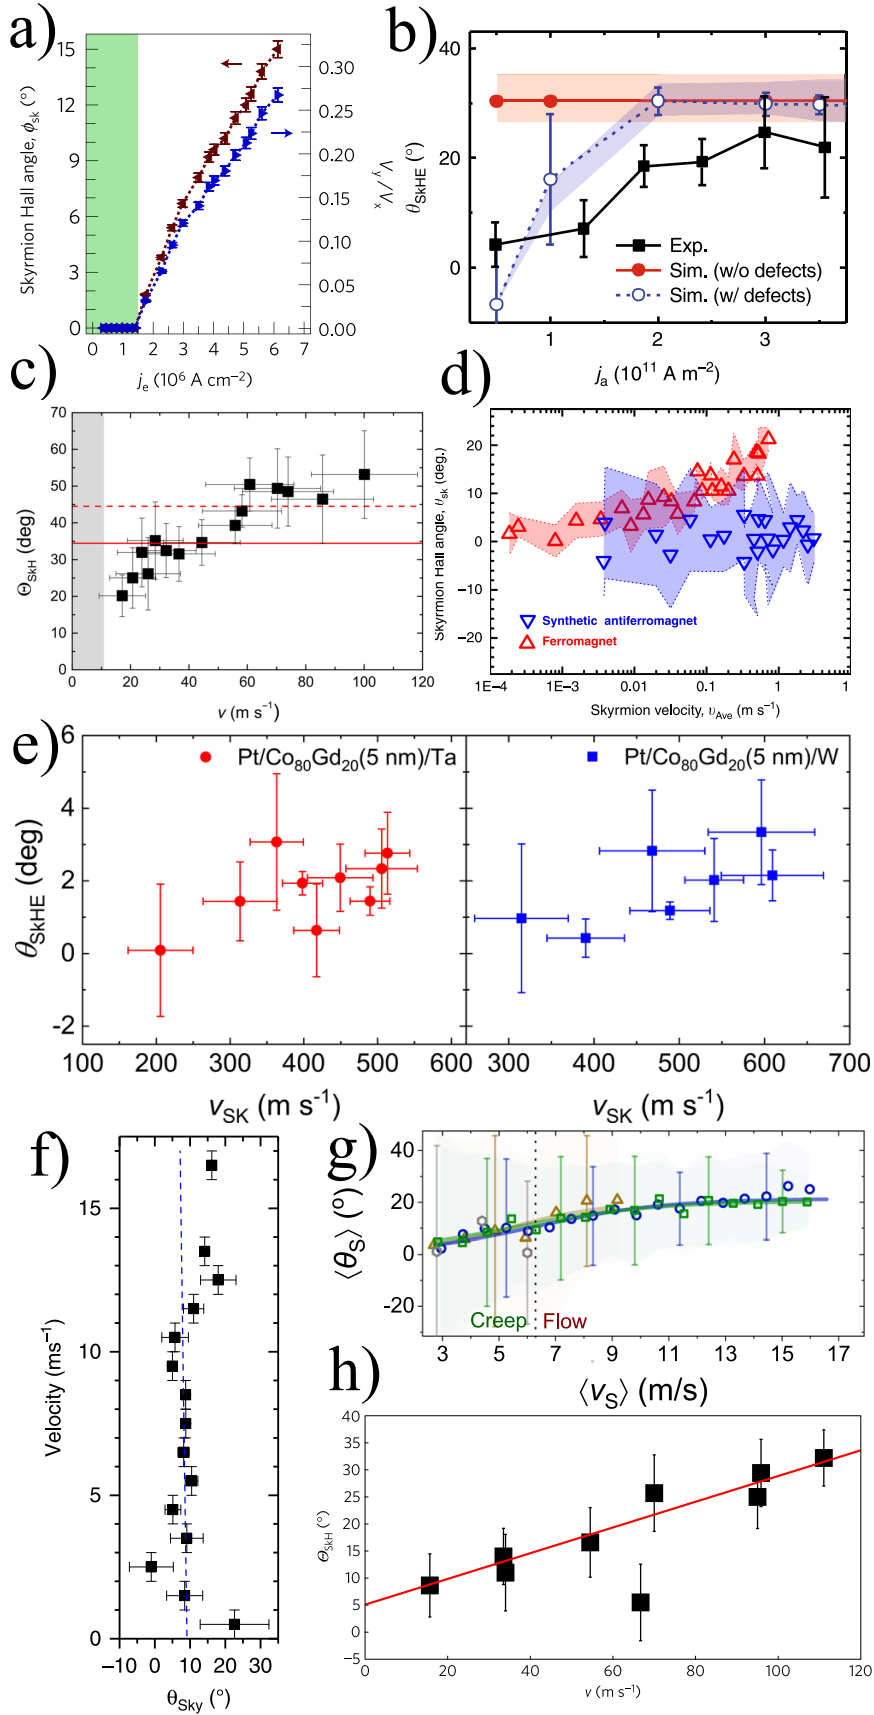 a)
15
12
9
6
3
0
Skyrmion Hall angle, ϕsk (°)
0.30
0.25
0.20
0.15
0.10
0.05
0.00
Vy/Vx
0 1 2 3 4 5 6 7
je (10⁶ A cm⁻²)
b)
40
20
0
θSkHE (°)
Exp.
Sim. (w/o defects)
Sim. (w/ defects)
1 2 3
ja (10¹¹ A m⁻²)
c)
70
60
50
40
30
20
10
0
ΘSkH (deg)
0 20 40 60 80 100 120
v (m s⁻¹)
d)
20
10
0
−10
−20
Skyrmion Hall angle, θsk (deg.)
Synthetic antiferromagnet
Ferromagnet
1E−4 1E−3 0.01 0.1 1 1
Skyrmion velocity, υAve (m s⁻¹)
e)
6
4
2
0
-2
θSkHE (deg)
Pt/Co80Gd20(5 nm)/Ta
Pt/Co80Gd20(5 nm)/W
100 200 300 400 500 600 300 400 500 600 700
vSK (m s⁻¹)
vSK (m s⁻¹)
f)
15
10
5
0
Velocity (ms⁻¹)
−10 0 10 20 30
θSky (°)
g)
40
20
0
-20
⟨θS⟩ (°)
Creep Flow
3 5 7 9 11 13 15 17
⟨vS⟩ (m/s)
h)
40
35
30
25
20
15
10
5
0
−5
ΘSkH (°)
0 20 40 60 80 100 120
v (m s⁻¹)